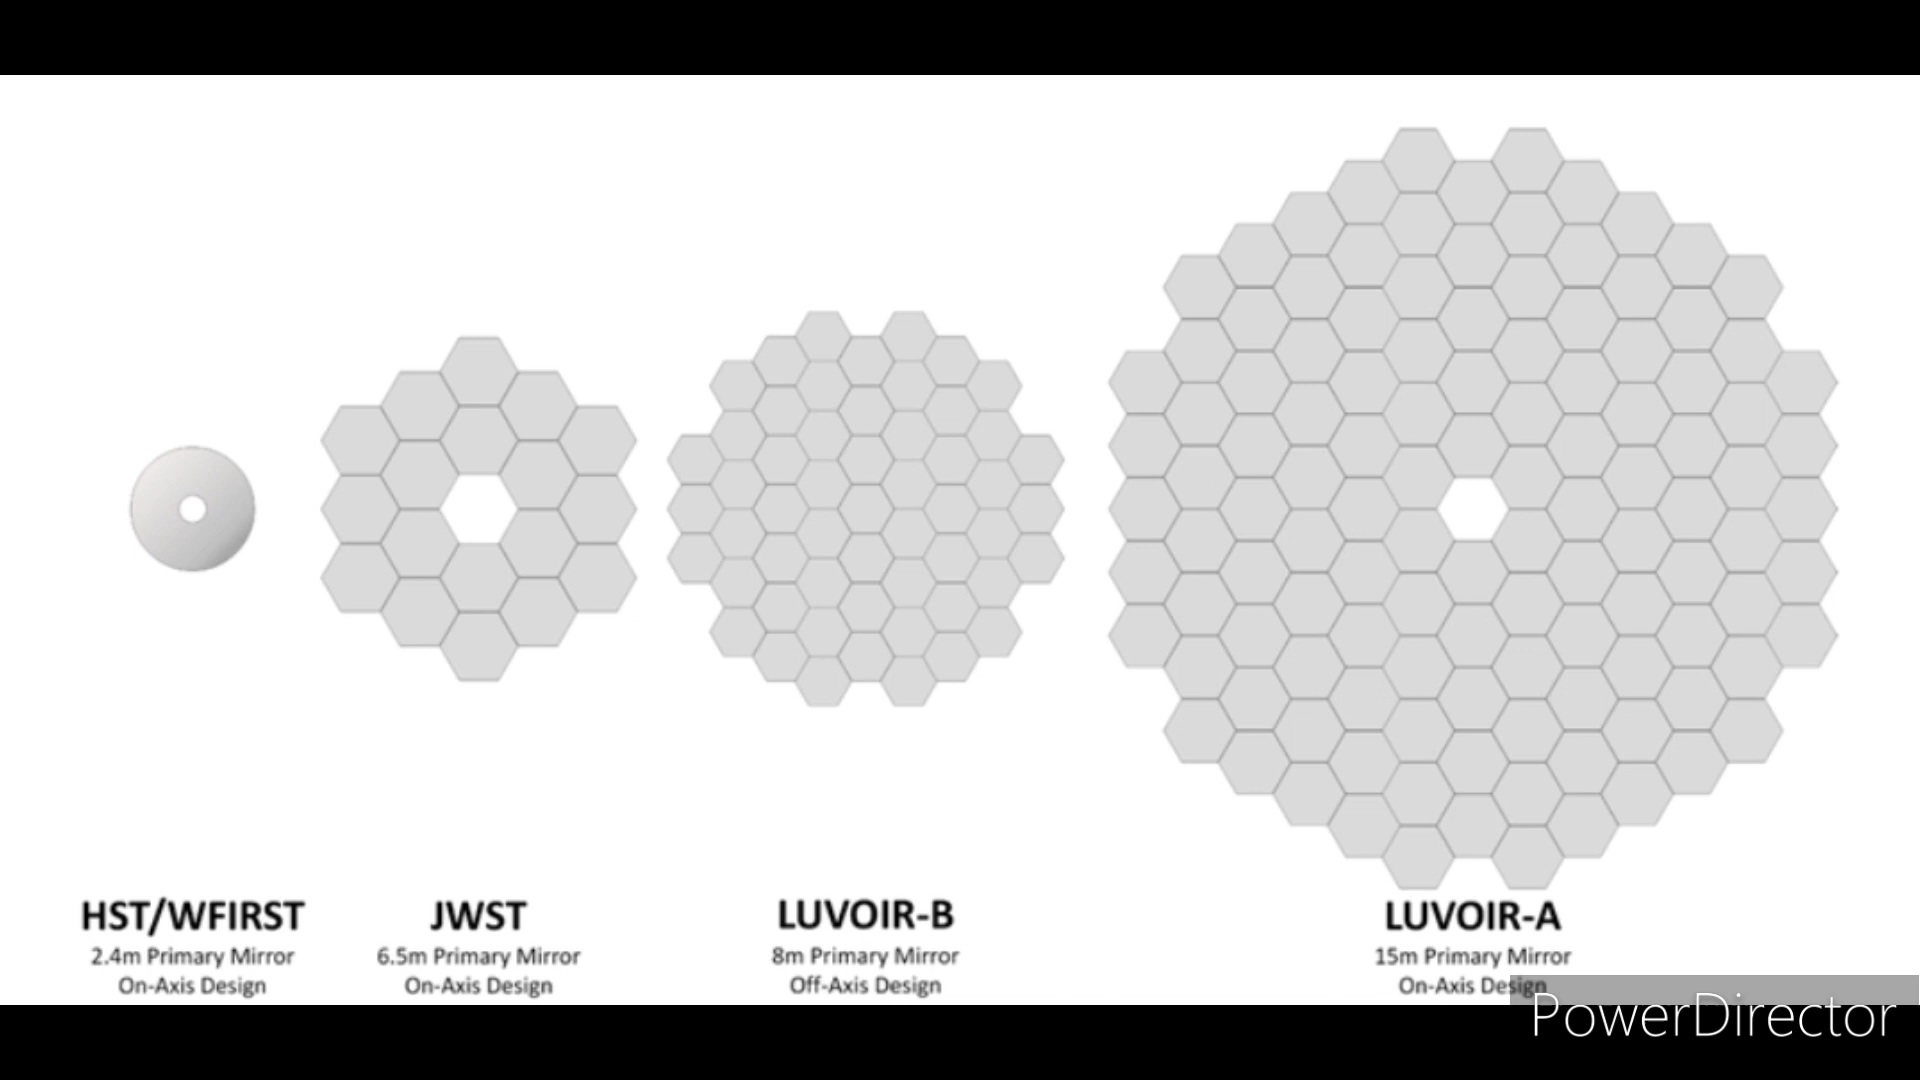 HST/WFIRST
2.4m Primary Mirror
On-Axis Design
JWST
6.5m Primary Mirror
On-Axis Design
LUVOIR-B
8m Primary Mirror
Off-Axis Design
LUVOIR-A
15m Primary Mirror
On-Axis Design
PowerDirector